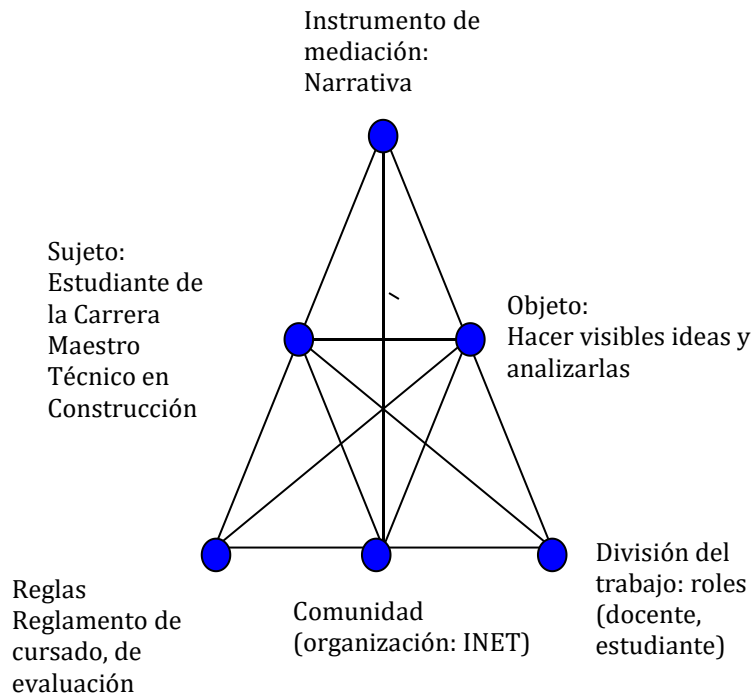 Instrumento de
mediación:
Narrativa
Sujeto:
Estudiante de
la Carrera
Maestro
Técnico en
Construcción
Objeto:
Hacer visibles ideas y
analizarlas
Reglas
Reglamento de
cursado, de
evaluación
Comunidad
(organización: INET)
División del
trabajo: roles
(docente,
estudiante)